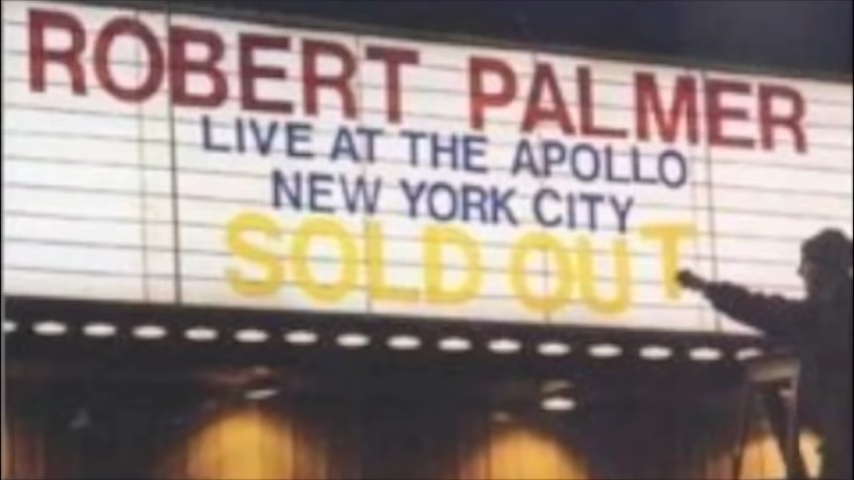 ROBERT PALMER
LIVE AT THE APOLLO
NEW YORK CITY
SOLD OUT